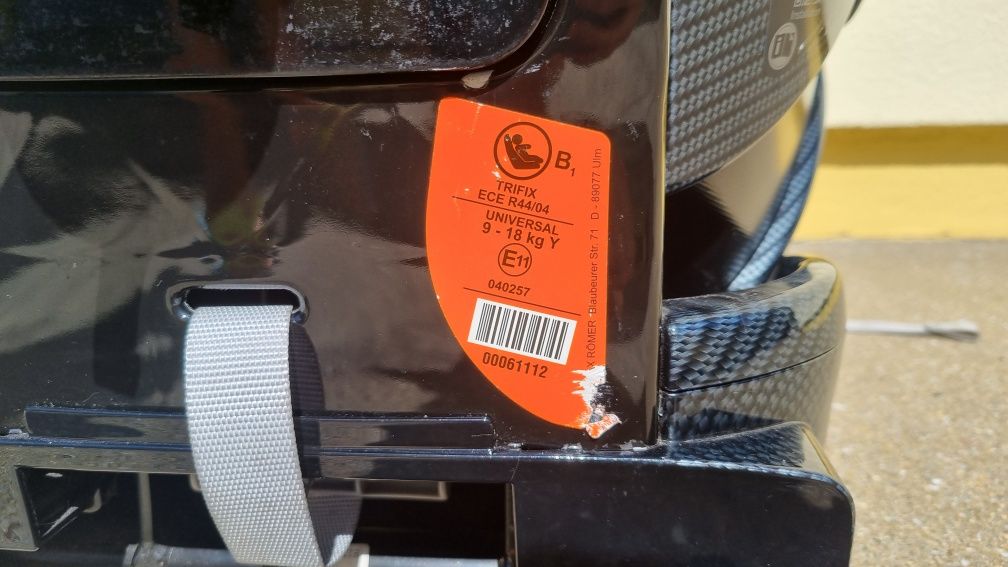 B1
TRIFIX
ECE R44/04
UNIVERSAL
9 - 18 kg Y
E11
040257
00061112
RÖMER Blaubeurer Str. 71 D - 89077 Ulm